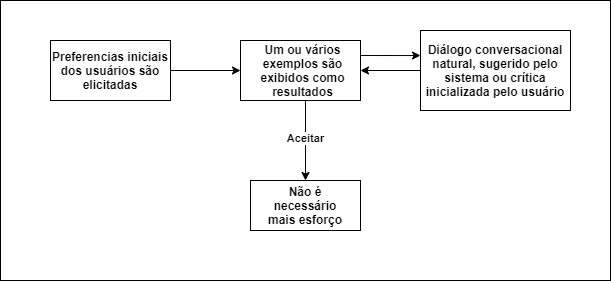 Preferencias iniciais
dos usuários são
elicitadas
Um ou vários
exemplos são
exibidos como
resultados
Diálogo conversacional
natural, sugerido pelo
sistema ou crítica
inicializada pelo usuário
Aceitar
Não é
necessário
mais esforço